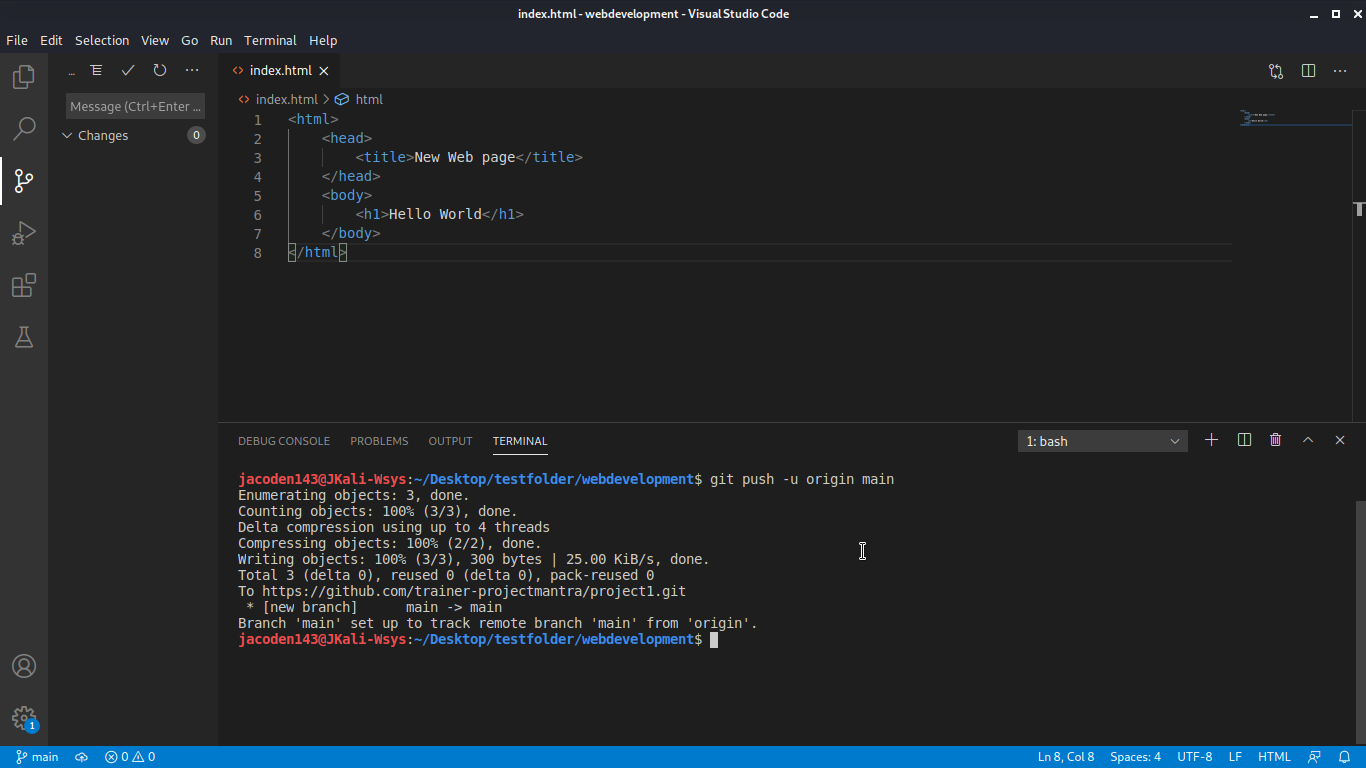 index.html - webdevelopment - Visual Studio Code
File Edit Selection View Go Run Terminal Help
... 
Message (Ctrl+Enter ...
Changes 0
index.html
index.html > html
1 <html>
2 <head>
3 <title>New Web page</title>
4 </head>
5 <body>
6 <h1>Hello World</h1>
7 </body>
8 </html>
DEBUG CONSOLE PROBLEMS OUTPUT TERMINAL 1: bash
jacoden143@JKali-Wsys:~/Desktop/testfolder/webdevelopment$ git push -u origin main
Enumerating objects: 3, done.
Counting objects: 100% (3/3), done.
Delta compression using up to 4 threads
Compressing objects: 100% (2/2), done.
Writing objects: 100% (3/3), 300 bytes | 25.00 KiB/s, done.
Total 3 (delta 0), reused 0 (delta 0), pack-reused 0
To https://github.com/trainer-projectmantra/project1.git
 * [new branch]      main -> main
Branch 'main' set up to track remote branch 'main' from 'origin'.
jacoden143@JKali-Wsys:~/Desktop/testfolder/webdevelopment$
1
main 0 0 Ln 8, Col 8 Spaces: 4 UTF-8 LF HTML